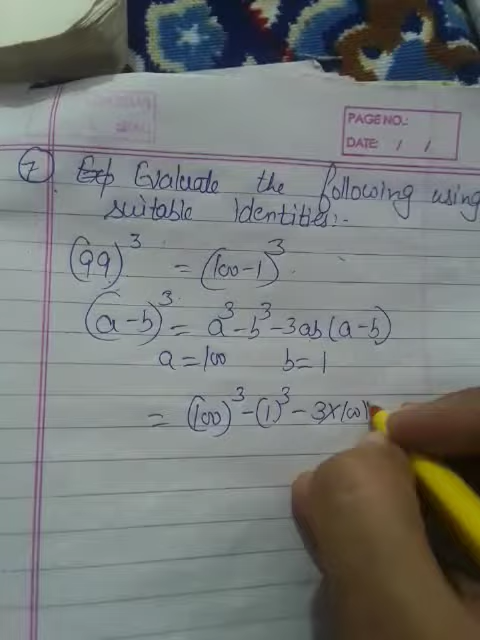 PAGE NO.:
DATE: / /
7 Exp Evaluate the following using
suitable identities:-
(99)³ = (100-1)³
(a-b)³ = a³-b³-3ab(a-b)
a=100 b=1
= (100)³-(1)³-3×100